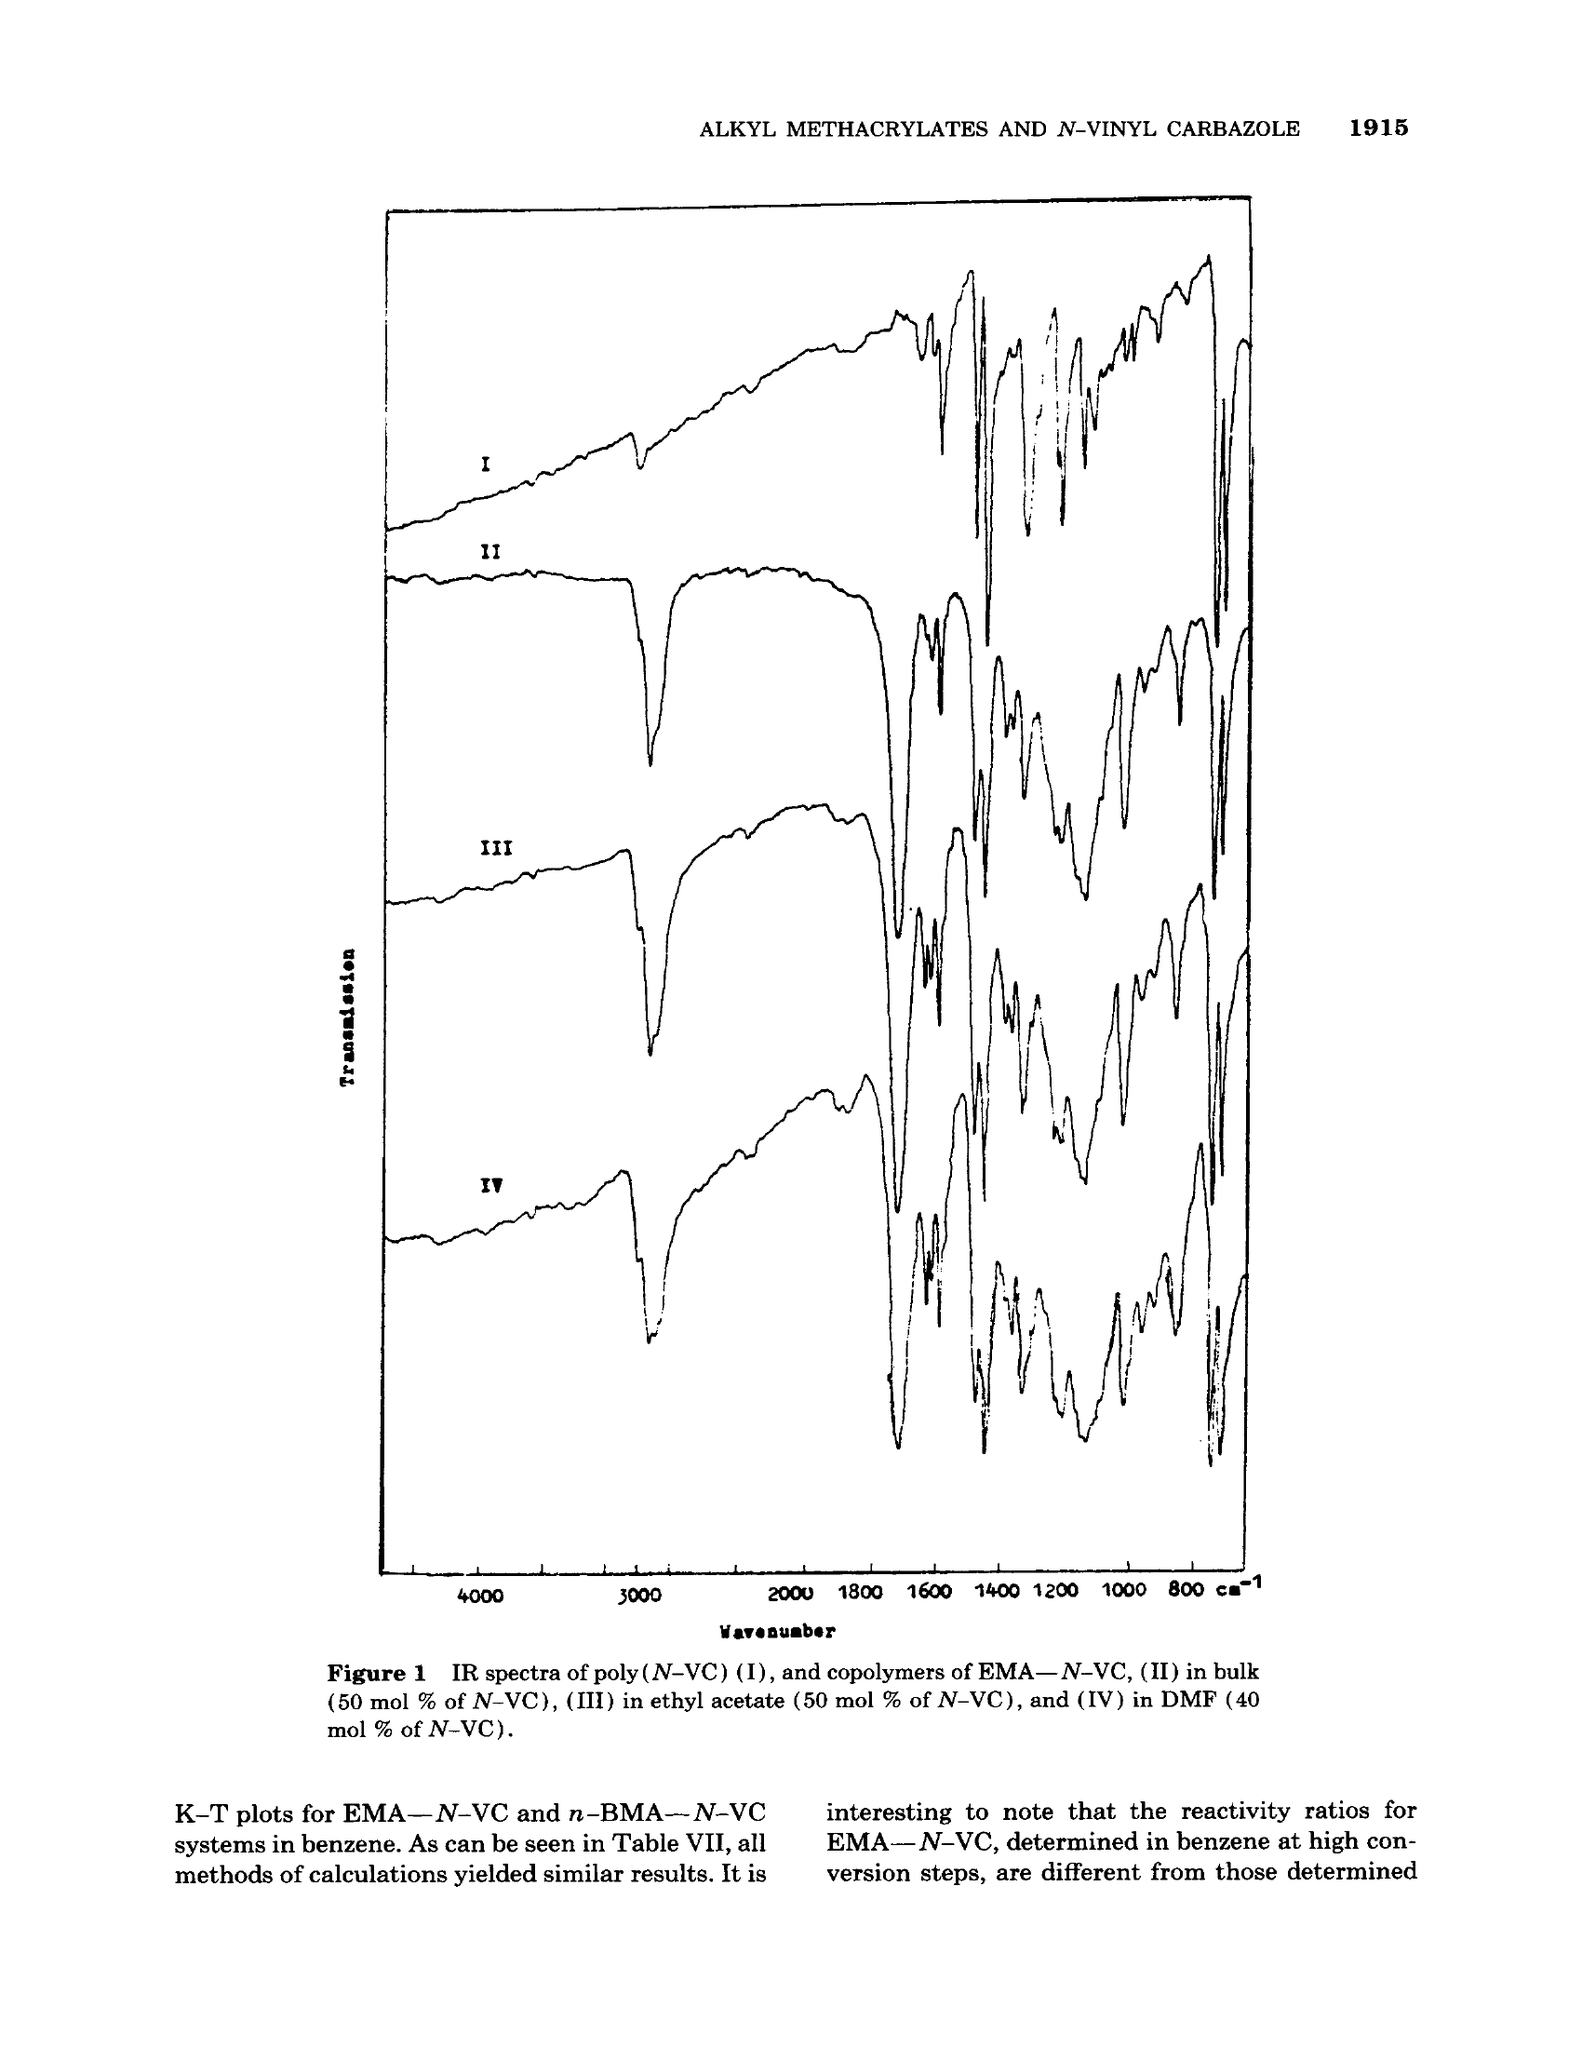 ALKYL METHACRYLATES AND N-VINYL CARBAZOLE 1915
I
II
III
IV
Transmission
4000 3000 2000 1800 1600 1400 1200 1000 800 cm-1
Wavenumber
Figure 1 IR spectra of poly(N-VC) (I), and copolymers of EMA—N-VC, (II) in bulk
(50 mol % of N-VC), (III) in ethyl acetate (50 mol % of N-VC), and (IV) in DMF (40
mol % of N-VC).
K-T plots for EMA—N-VC and n-BMA—N-VC
systems in benzene. As can be seen in Table VII, all
methods of calculations yielded similar results. It is
interesting to note that the reactivity ratios for
EMA—N-VC, determined in benzene at high con-
version steps, are different from those determined